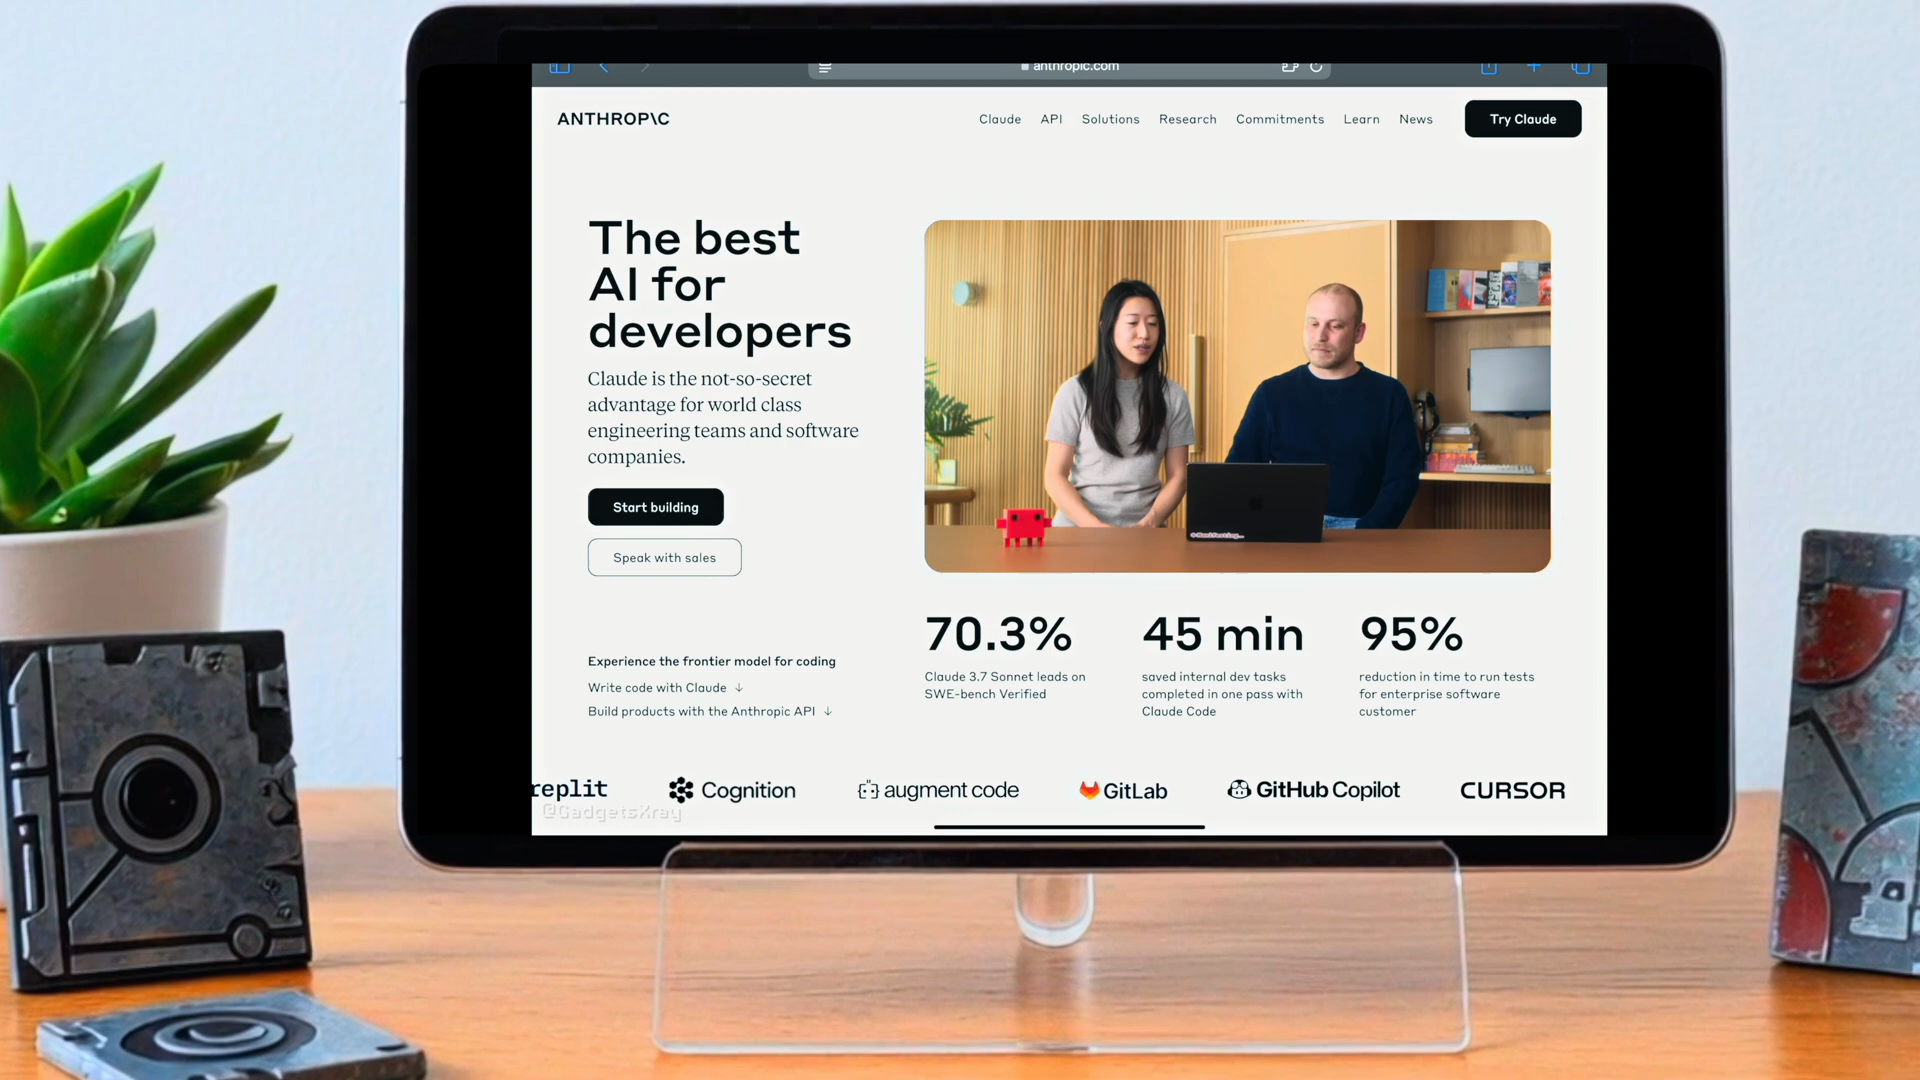 anthropic.com
ANTHROP\C
Claude API Solutions Research Commitments Learn News Try Claude
The best
AI for
developers
Claude is the not-so-secret
advantage for world class
engineering teams and software
companies.
Start building
Speak with sales
Experience the frontier model for coding
Write code with Claude ↓
Build products with the Anthropic API ↓
70.3%
Claude 3.7 Sonnet leads on
SWE-bench Verified
45 min
saved internal dev tasks
completed in one pass with
Claude Code
95%
reduction in time to run tests
for enterprise software
customer
replit Cognition augment code GitLab GitHub Copilot CURSOR
@GadgetsXray